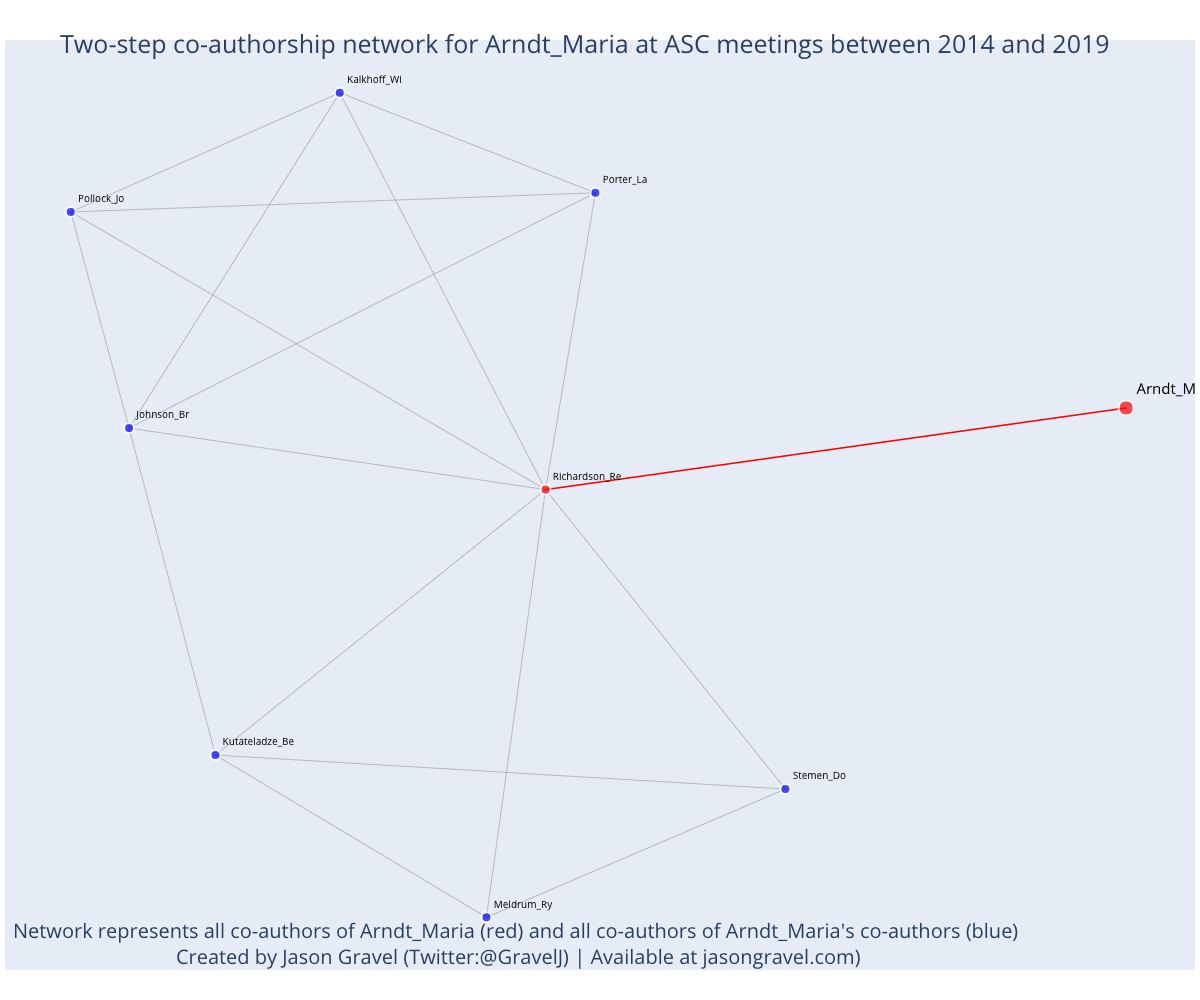 Two-step co-authorship network for Arndt_Maria at ASC meetings between 2014 and 2019
Kalkhoff_Wi
Porter_La
Pollock_Jo
Arndt_M
Johnson_Br
Richardson_Re
Kutateladze_Be
Stemen_Do
Meldrum_Ry
Network represents all co-authors of Arndt_Maria (red) and all co-authors of Arndt_Maria's co-authors (blue)
Created by Jason Gravel (Twitter:@GravelJ) | Available at jasongravel.com)